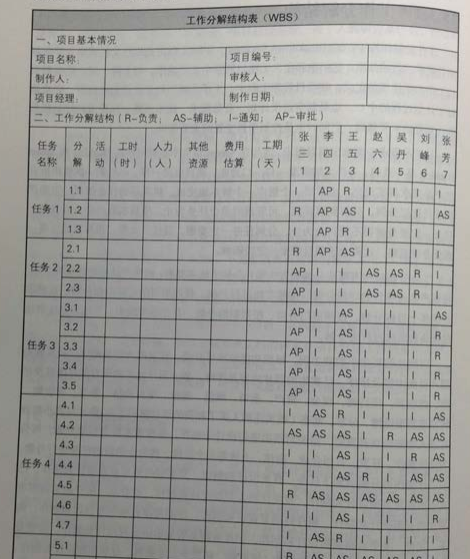 工作分解结构表（WBS）
一、项目基本情况
项目名称： 项目编号：
制作人： 审核人：
项目经理： 制作日期：
二、工作分解结构（R-负责； AS-辅助； I-通知； AP-审批）
任务名称 分解 活动 工时（时） 人力（人） 其他资源 费用估算 工期（天） 张三1 李四2 王五3 赵六4 吴丹5 刘峰6 张芳7
任务1 1.1 I AP R I I I I
1.2 R AP AS I I I AS
1.3 I AP R I I I I
任务2 2.1 R AP AS I I I I
2.2 AP I I AS AS R I
2.3 AP I I AS AS R I
任务3 3.1 AP I AS I I I AS
3.2 AP I AS I I I R
3.3 AP I AS I I I R
3.4 AP I AS I I I R
3.5 AP I AS I I I R
任务4 4.1 I AS R I I I AS
4.2 AS AS AS I R AS AS
4.3 I I AS I I R AS
4.4 I I AS R I AS AS
4.5 R AS AS AS AS AS AS
4.6 I I AS I I I R
4.7 I AS R I I I I
5.1